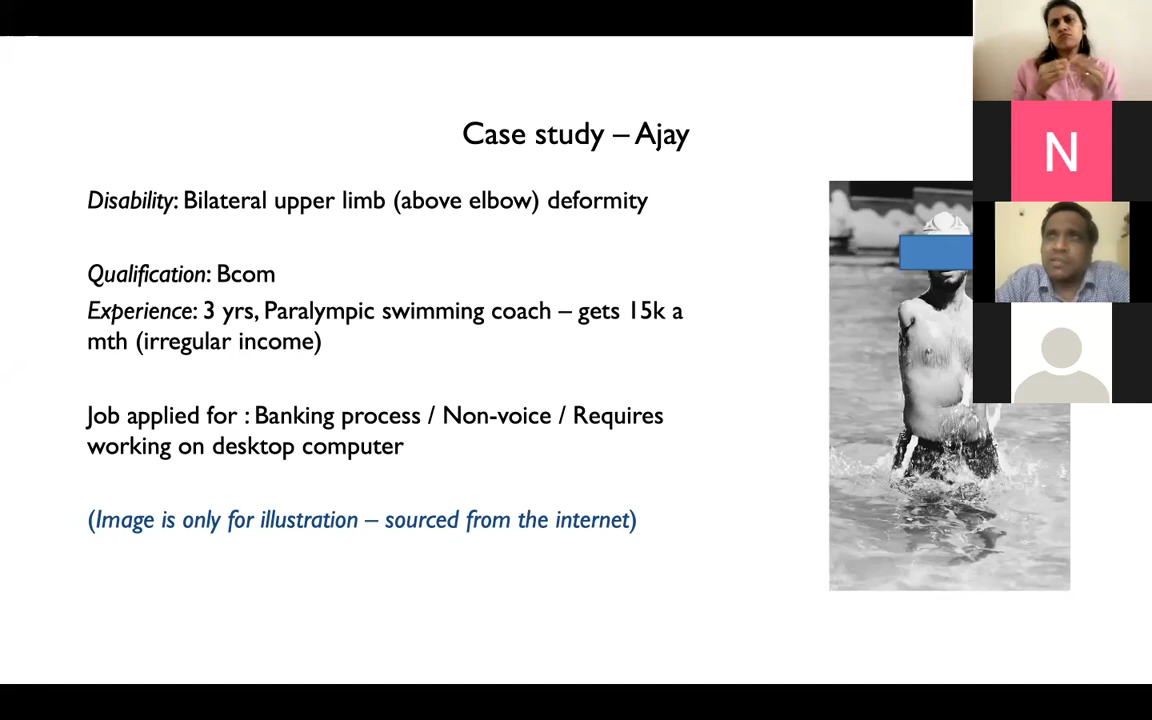 Case study – Ajay
Disability: Bilateral upper limb (above elbow) deformity
Qualification: Bcom
Experience: 3 yrs, Paralympic swimming coach – gets 15k a
mth (irregular income)
Job applied for : Banking process / Non-voice / Requires
working on desktop computer
(Image is only for illustration – sourced from the internet)
N